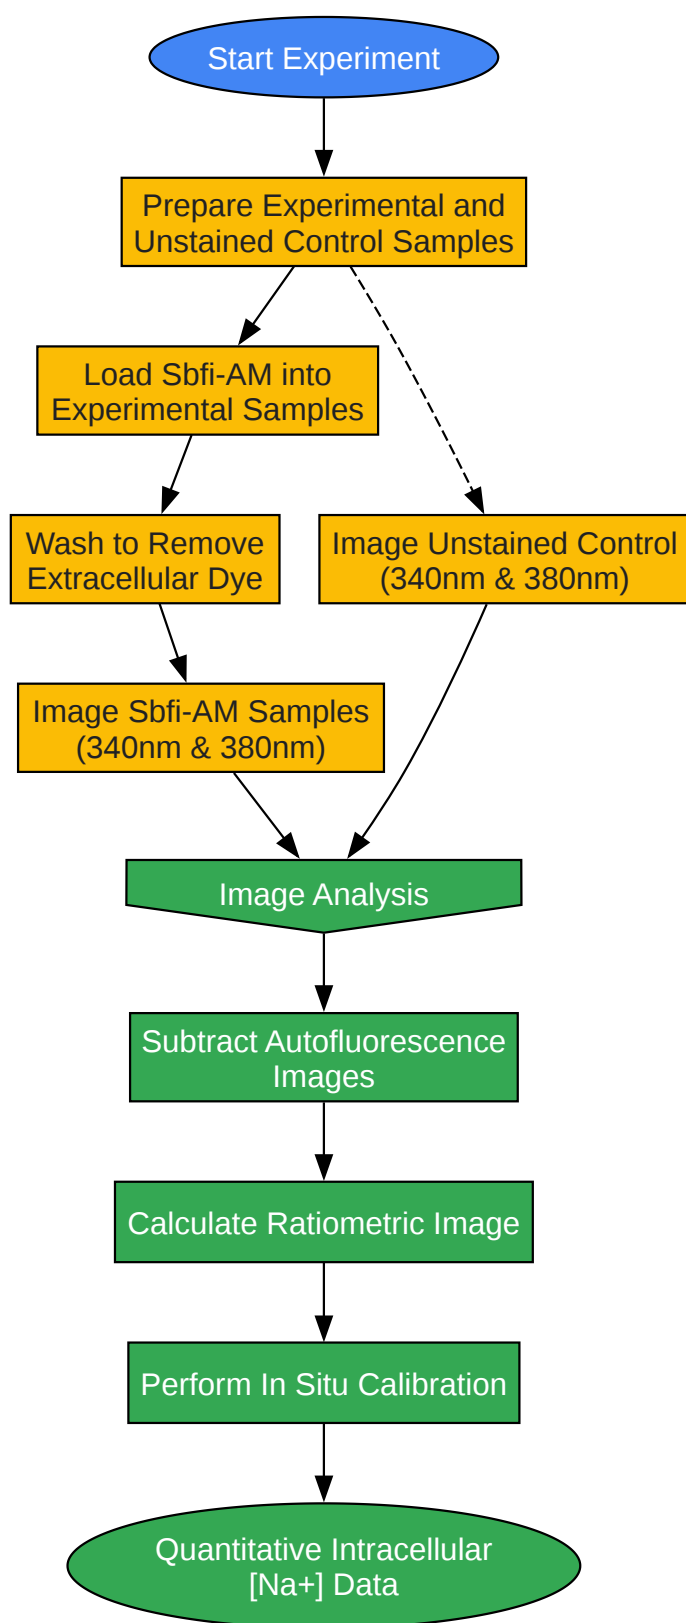 Start Experiment
Prepare Experimental and
Unstained Control Samples
Load Sbfi-AM into
Experimental Samples
Wash to Remove
Extracellular Dye
Image Unstained Control
(340nm & 380nm)
Image Sbfi-AM Samples
(340nm & 380nm)
Image Analysis
Subtract Autofluorescence
Images
Calculate Ratiometric Image
Perform In Situ Calibration
Quantitative Intracellular
[Na+] Data